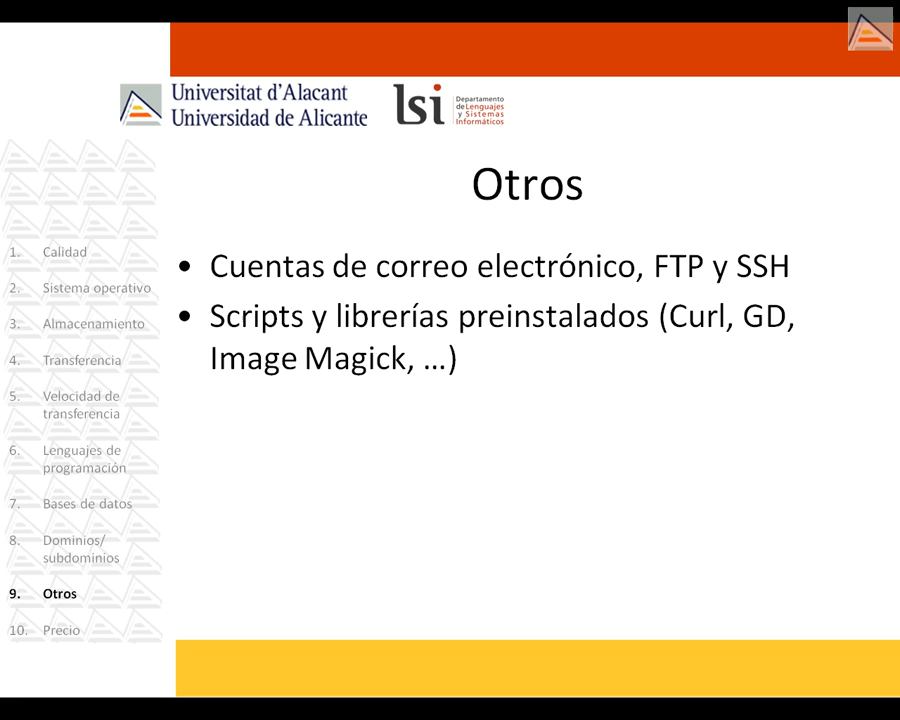 Universitat d'Alacant
Universidad de Alicante
lsi
Departamento
de Lenguajes
y Sistemas
Informáticos
Otros
1. Calidad
2. Sistema operativo
3. Almacenamiento
4. Transferencia
5. Velocidad de
transferencia
6. Lenguajes de
programación
7. Bases de datos
8. Dominios/
subdominios
9. Otros
10. Precio
• Cuentas de correo electrónico, FTP y SSH
• Scripts y librerías preinstalados (Curl, GD,
Image Magick, ...)